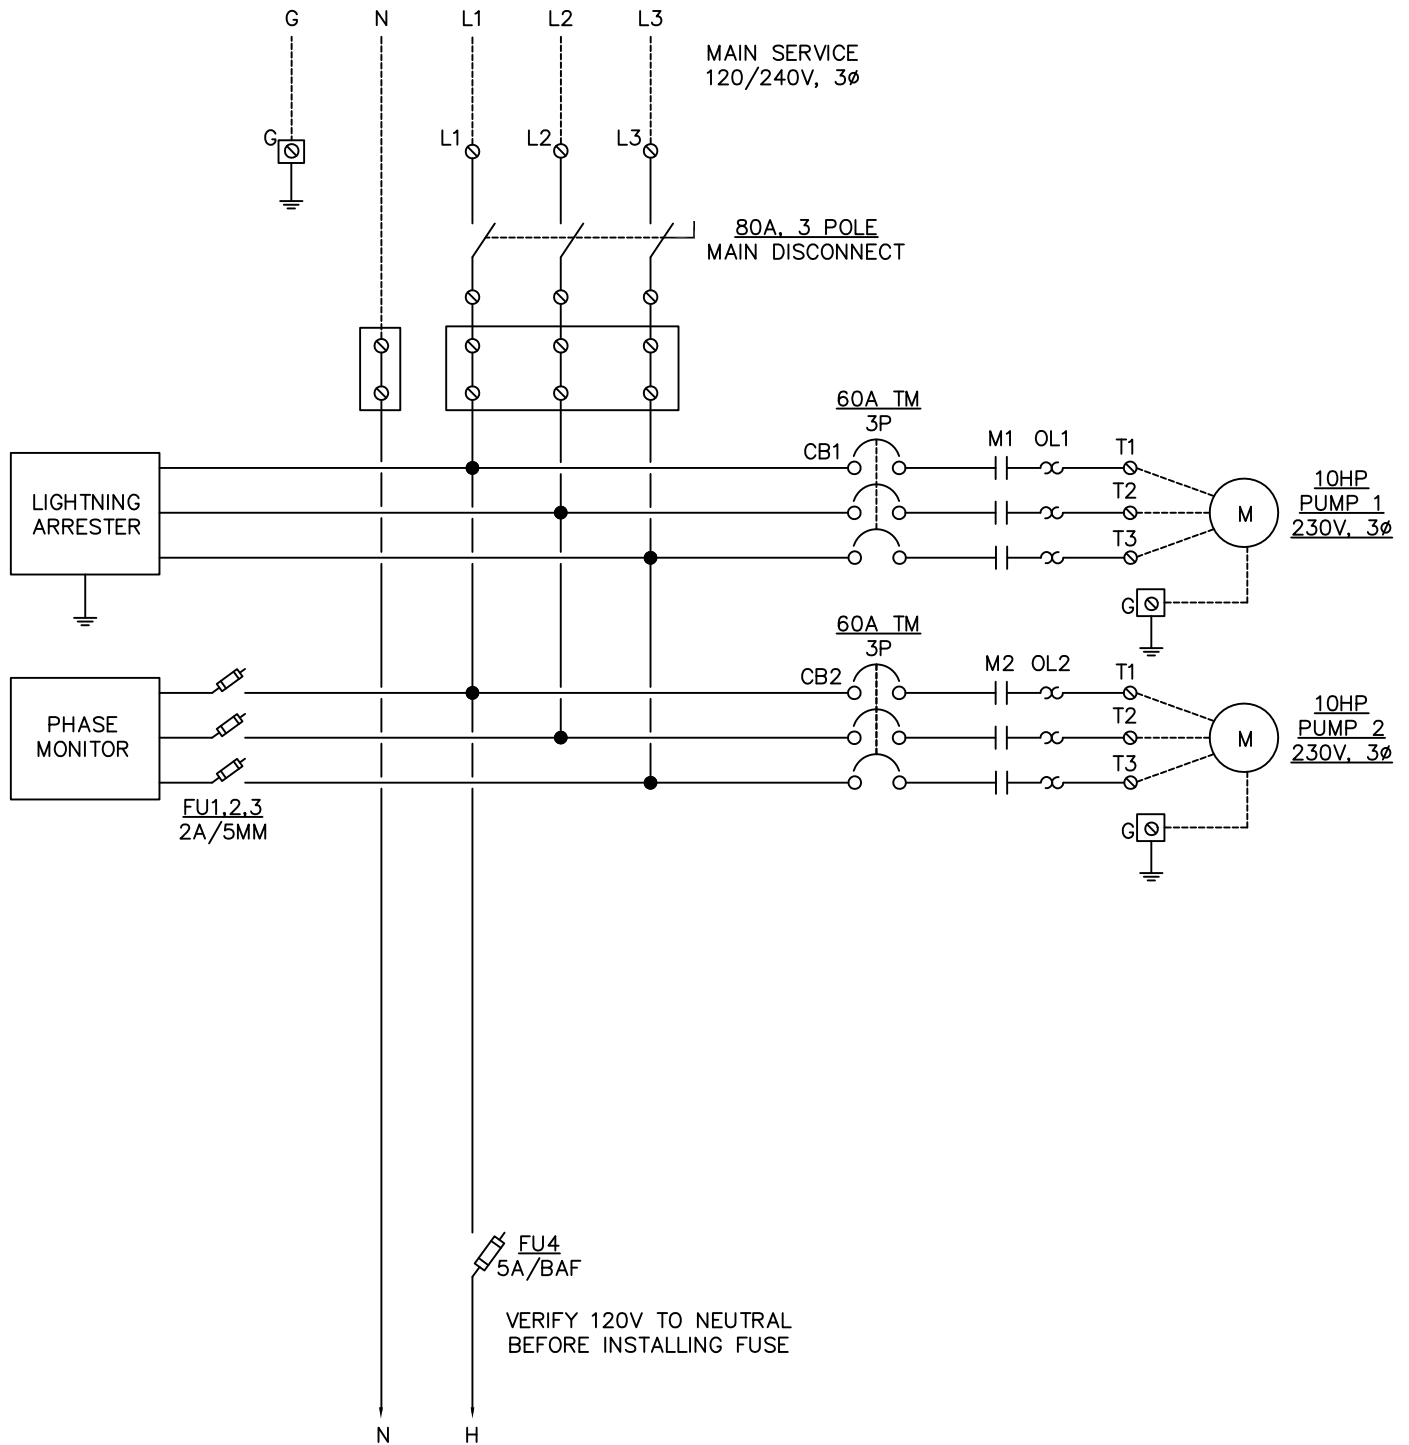 G N L1 L2 L3
MAIN SERVICE
120/240V, 3ø
G L1 L2 L3
80A, 3 POLE
MAIN DISCONNECT
60A TM
3P
CB1 M1 OL1 T1
T2
T3
LIGHTNING
ARRESTER
M
10HP
PUMP 1
230V, 3ø
G
60A TM
3P
CB2 M2 OL2 T1
T2
T3
PHASE
MONITOR
M
10HP
PUMP 2
230V, 3ø
FU1,2,3
2A/5MM
G
FU4
5A/BAF
VERIFY 120V TO NEUTRAL
BEFORE INSTALLING FUSE
N H